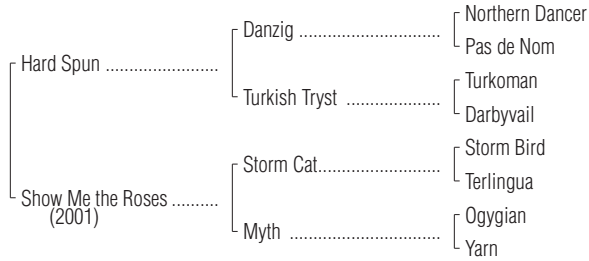 Northern Dancer
Danzig ..............................
Pas de Nom
Hard Spun ........................
Turkoman
Turkish Tryst ....................
Darbyvail
Storm Bird
Storm Cat..........................
Terlingua
Show Me the Roses ..........
(2001)
Ogygian
Myth ................................
Yarn